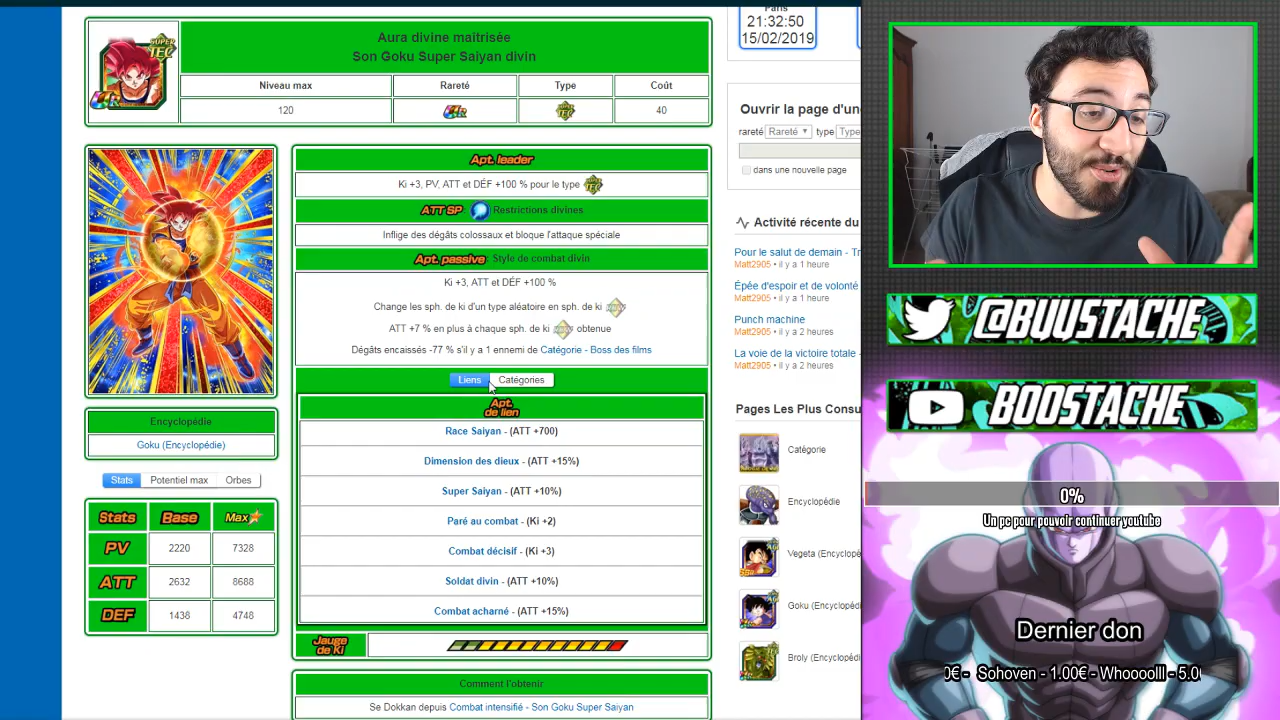 Aura divine maitrisée
Son Goku Super Saiyan divin
SUPER TEC
Niveau max
Rareté
Type
Coût
120
40
Apt. leader
Ki +3, PV, ATT et DÉF +100 % pour le type
ATT SP: Restrictions divines
Inflige des dégâts colossaux et bloque l'attaque spéciale
Apt. passive: Style de combat divin
Ki +3, ATT et DÉF +100 %
Change les sph. de ki d'un type aléatoire en sph. de ki
ATT +7 % en plus à chaque sph. de ki obtenue
Dégâts encaissés -77 % s'il y a 1 ennemi de Catégorie - Boss des films
Liens
Catégories
Apt. de lien
Race Saiyan - (ATT +700)
Dimension des dieux - (ATT +15%)
Super Saiyan - (ATT +10%)
Paré au combat - (Ki +2)
Combat décisif - (Ki +3)
Soldat divin - (ATT +10%)
Combat acharné - (ATT +15%)
Jauge de Ki
Comment l'obtenir
Se Dokkan depuis Combat intensifié - Son Goku Super Saiyan
Encyclopédie
Goku (Encyclopédie)
Stats
Potentiel max
Orbes
Stats
Base
Max
PV
2220
7328
ATT
2632
8688
DEF
1438
4748
Paris
21:32:50
15/02/2019
Ouvrir la page d'un
rareté Rareté type Type
dans une nouvelle page
Activité récente du
Pour le salut de demain - Tr
Matt2905 • il y a 1 heure
Épée d'espoir et de volonté
Matt2905 • il y a 1 heure
Punch machine
Matt2905 • il y a 2 heures
La voie de la victoire totale -
Matt2905 • il y a 2 heures
Pages Les Plus Consu
Catégorie
Encyclopédie
Vegeta (Encyclopé
Goku (Encyclopédi
Broly (Encyclopédi
@BUUSTACHE
BOOSTACHE
0%
Un pc pour pouvoir continuer youtube
Dernier don
0€ - Sohoven - 1.00€ - Whoooolll - 5.0